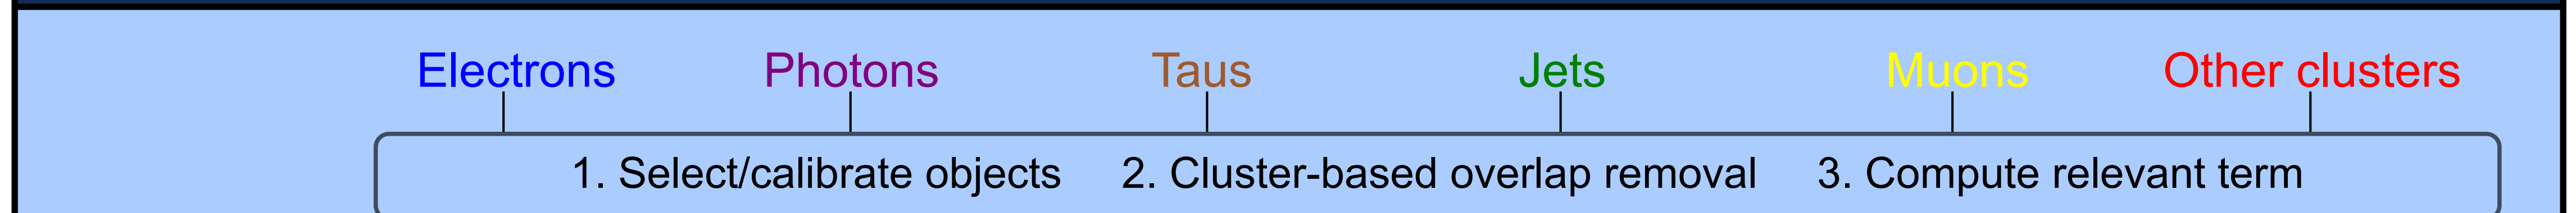 Electrons Photons Taus Jets Muons Other clusters
1. Select/calibrate objects 2. Cluster-based overlap removal 3. Compute relevant term